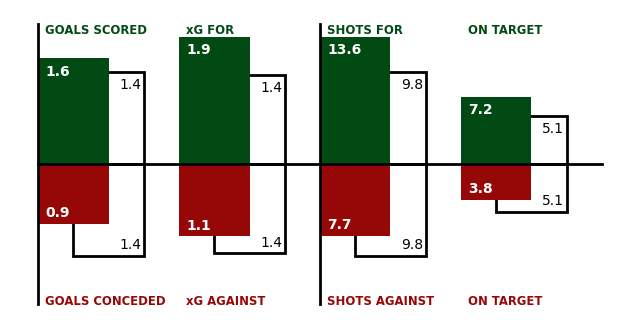 GOALS SCORED
xG FOR
SHOTS FOR
ON TARGET
1.6
1.4
1.9
1.4
13.6
9.8
7.2
5.1
0.9
1.4
1.1
1.4
7.7
9.8
3.8
5.1
GOALS CONCEDED
xG AGAINST
SHOTS AGAINST
ON TARGET